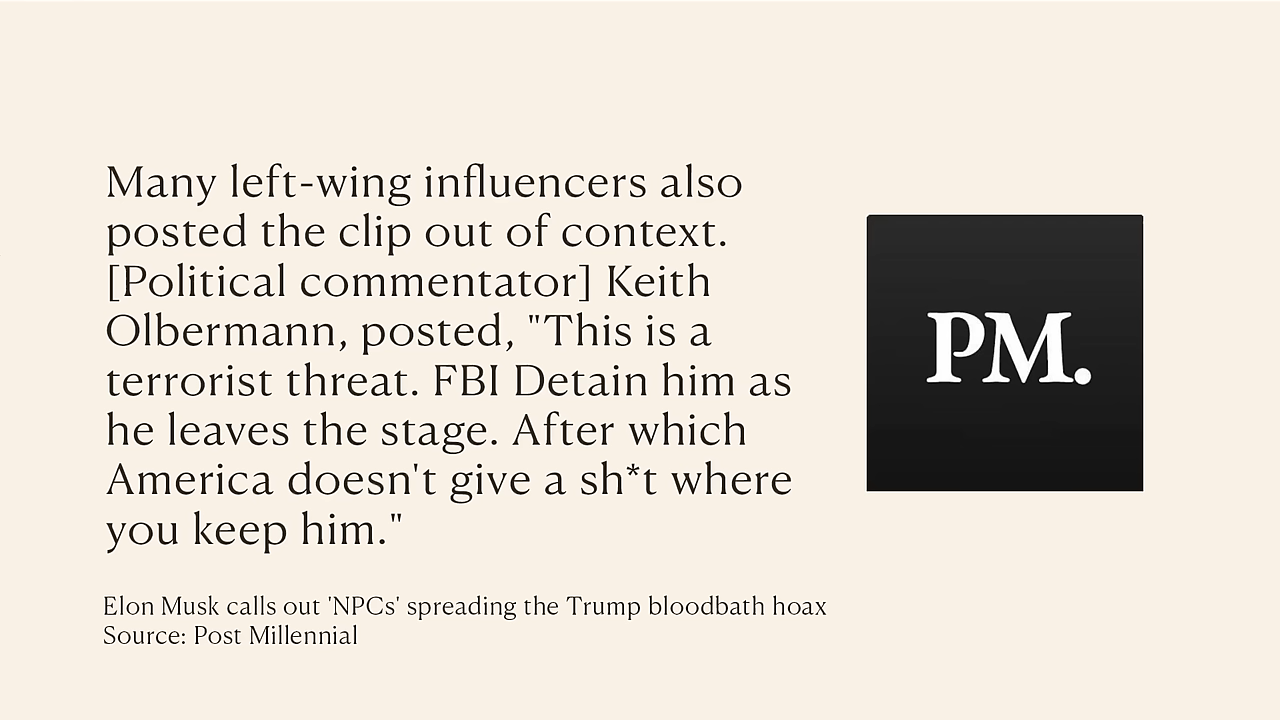 Many left-wing influencers also
posted the clip out of context.
[Political commentator] Keith
Olbermann, posted, "This is a
terrorist threat. FBI Detain him as
he leaves the stage. After which
America doesn't give a sh*t where
you keep him."
PM.
Elon Musk calls out 'NPCs' spreading the Trump bloodbath hoax
Source: Post Millennial